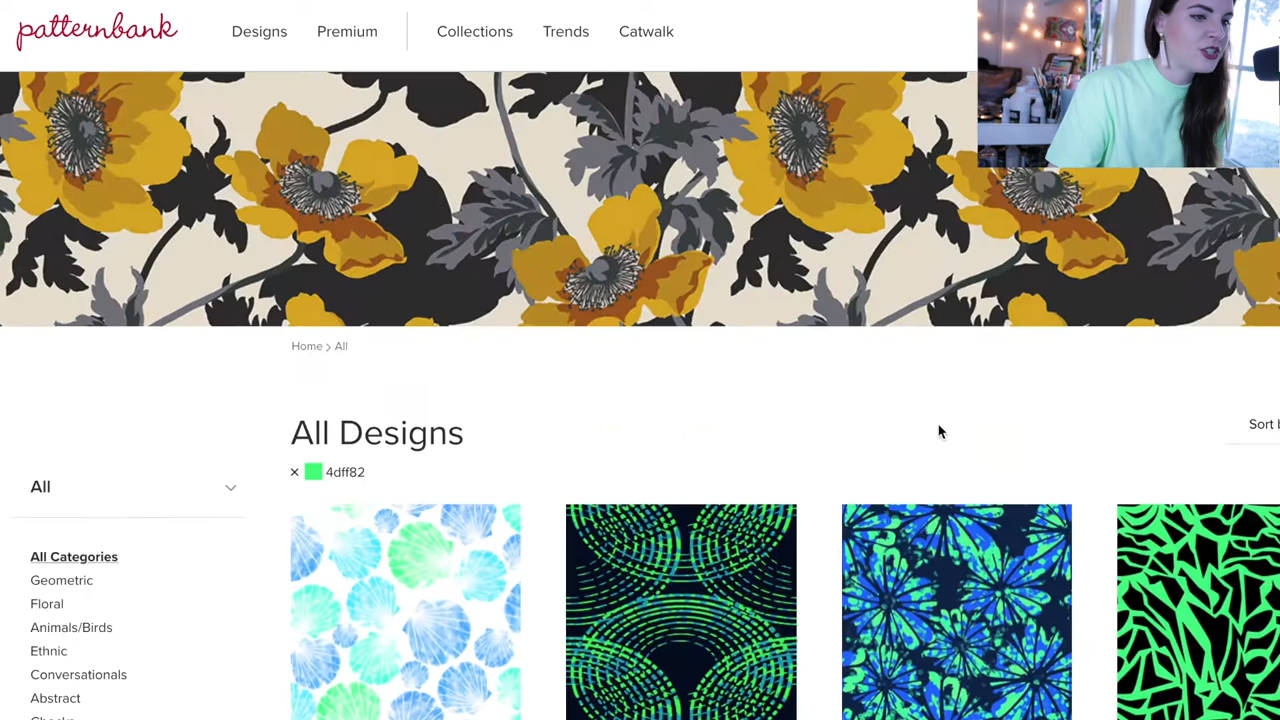 patternbank
Designs Premium Collections Trends Catwalk
Home > All
All Designs
Sort
× 4dff82
All
All Categories
Geometric
Floral
Animals/Birds
Ethnic
Conversationals
Abstract